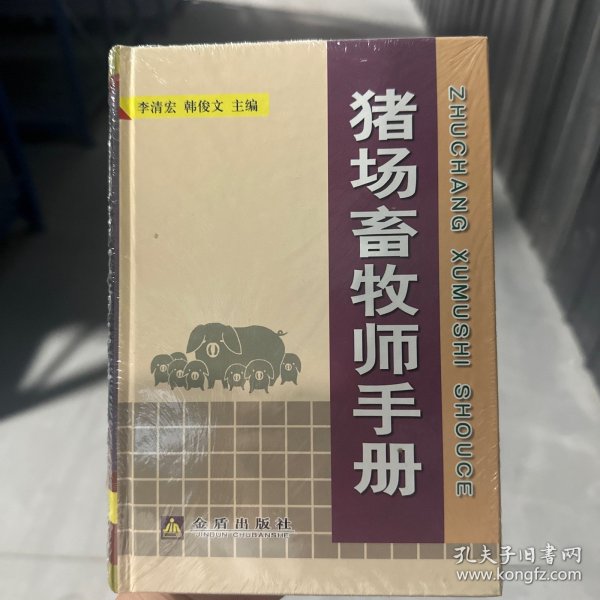 李清宏 韩俊文 主编
猪场畜牧师手册
ZHUCHANG XUMUSHI SHOUCE
金盾出版社
JINDUN CHUBANSHE
孔夫子旧书网
www.kongfz.com